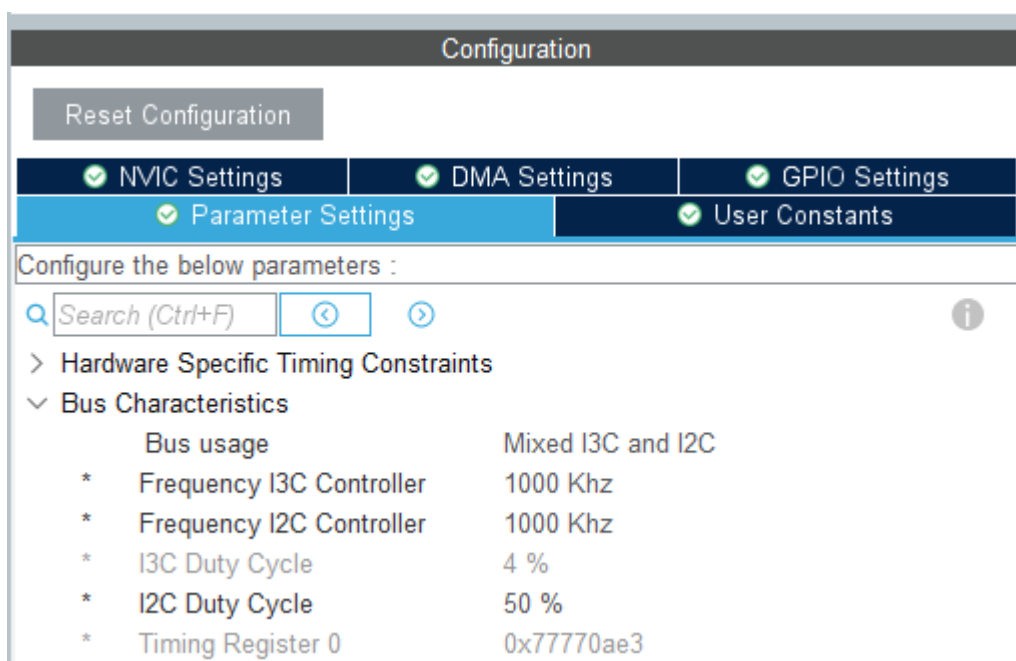 Configuration
Reset Configuration
NVIC Settings DMA Settings GPIO Settings
Parameter Settings User Constants
Configure the below parameters :
Search (Ctrl+F)
Hardware Specific Timing Constraints
Bus Characteristics
Bus usage Mixed I3C and I2C
* Frequency I3C Controller 1000 Khz
* Frequency I2C Controller 1000 Khz
* I3C Duty Cycle 4 %
* I2C Duty Cycle 50 %
* Timing Register 0 0x77770ae3